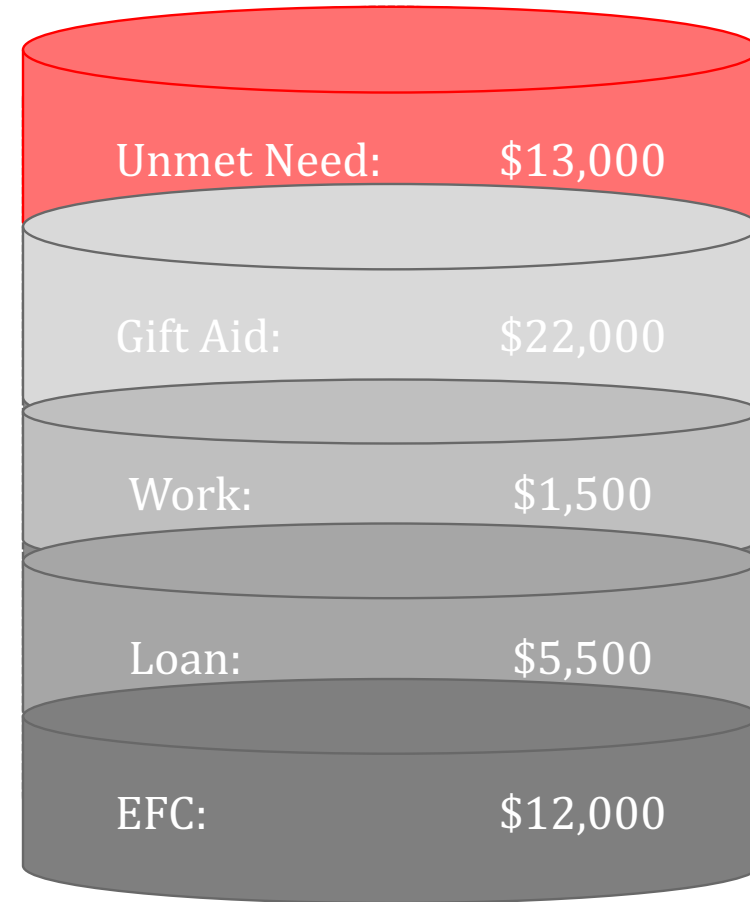 Unmet Need: $13,000
Gift Aid: $22,000
Work: $1,500
Loan: $5,500
EFC: $12,000